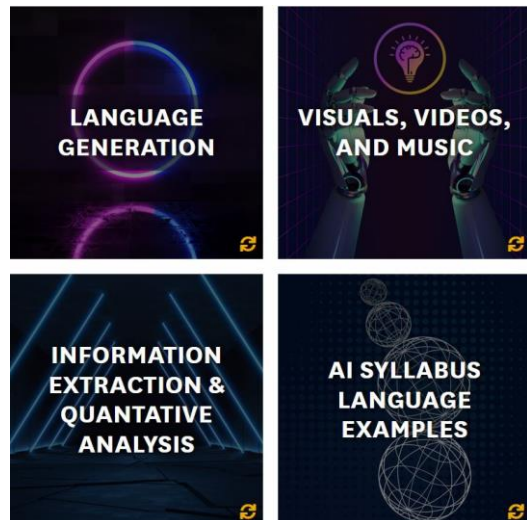 LANGUAGE
GENERATION
VISUALS, VIDEOS,
AND MUSIC
INFORMATION
EXTRACTION &
QUANTATIVE
ANALYSIS
AI SYLLABUS
LANGUAGE
EXAMPLES